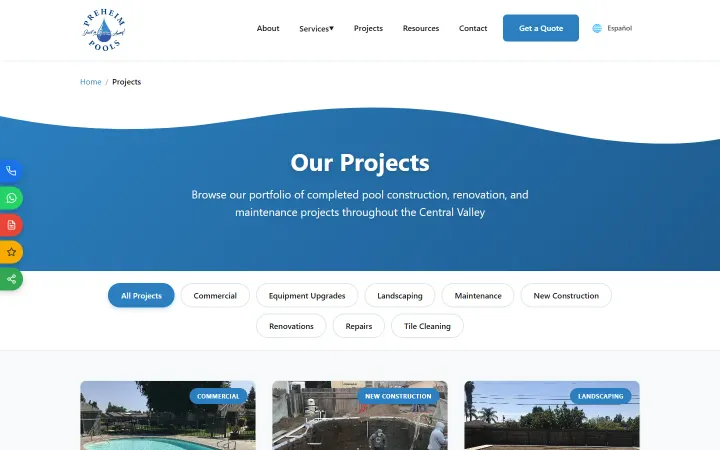 PREHEIM
POOLS
About
Services▼
Projects
Resources
Contact
Get a Quote
Español
Home / Projects
Our Projects
Browse our portfolio of completed pool construction, renovation, and
maintenance projects throughout the Central Valley
All Projects
Commercial
Equipment Upgrades
Landscaping
Maintenance
New Construction
Renovations
Repairs
Tile Cleaning
COMMERCIAL
NEW CONSTRUCTION
LANDSCAPING